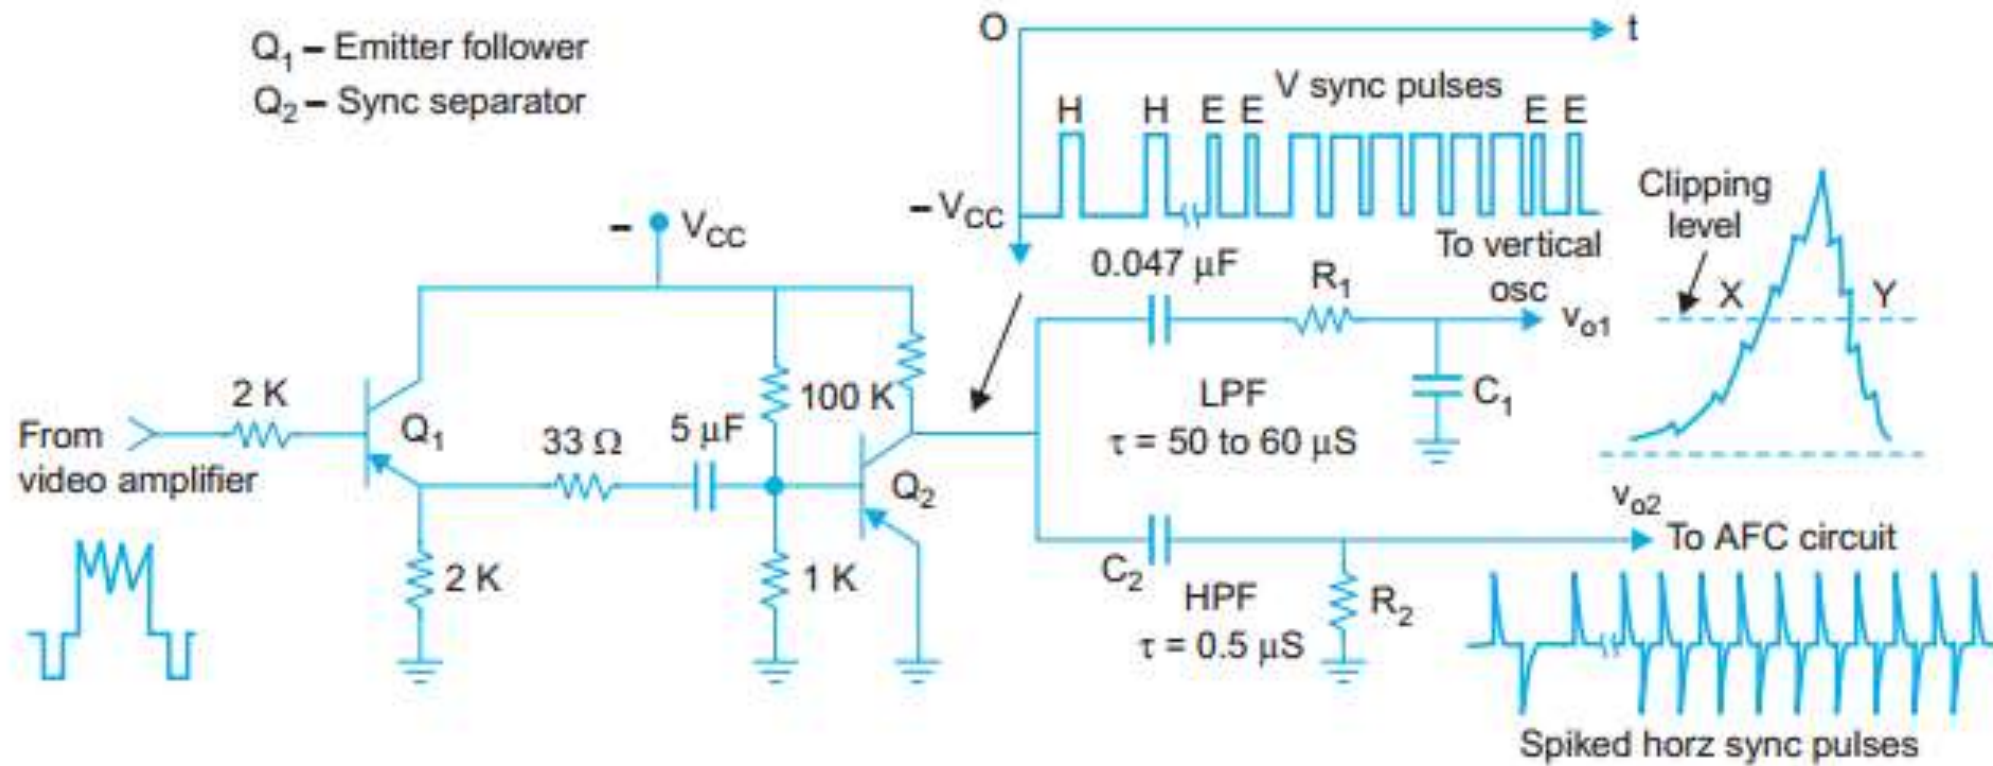 Q1 – Emitter follower
Q2 – Sync separator
O
t
V sync pulses
H H E E E E
– VCC
– VCC
0.047 μF
R1
To vertical
osc
vo1
Clipping
level
X Y
2 K
Q1
From
video amplifier
33 Ω
5 μF
100 K
Q2
LPF
τ = 50 to 60 μS
C1
2 K
1 K
C2
HPF
τ = 0.5 μS
R2
vo2
To AFC circuit
Spiked horz sync pulses